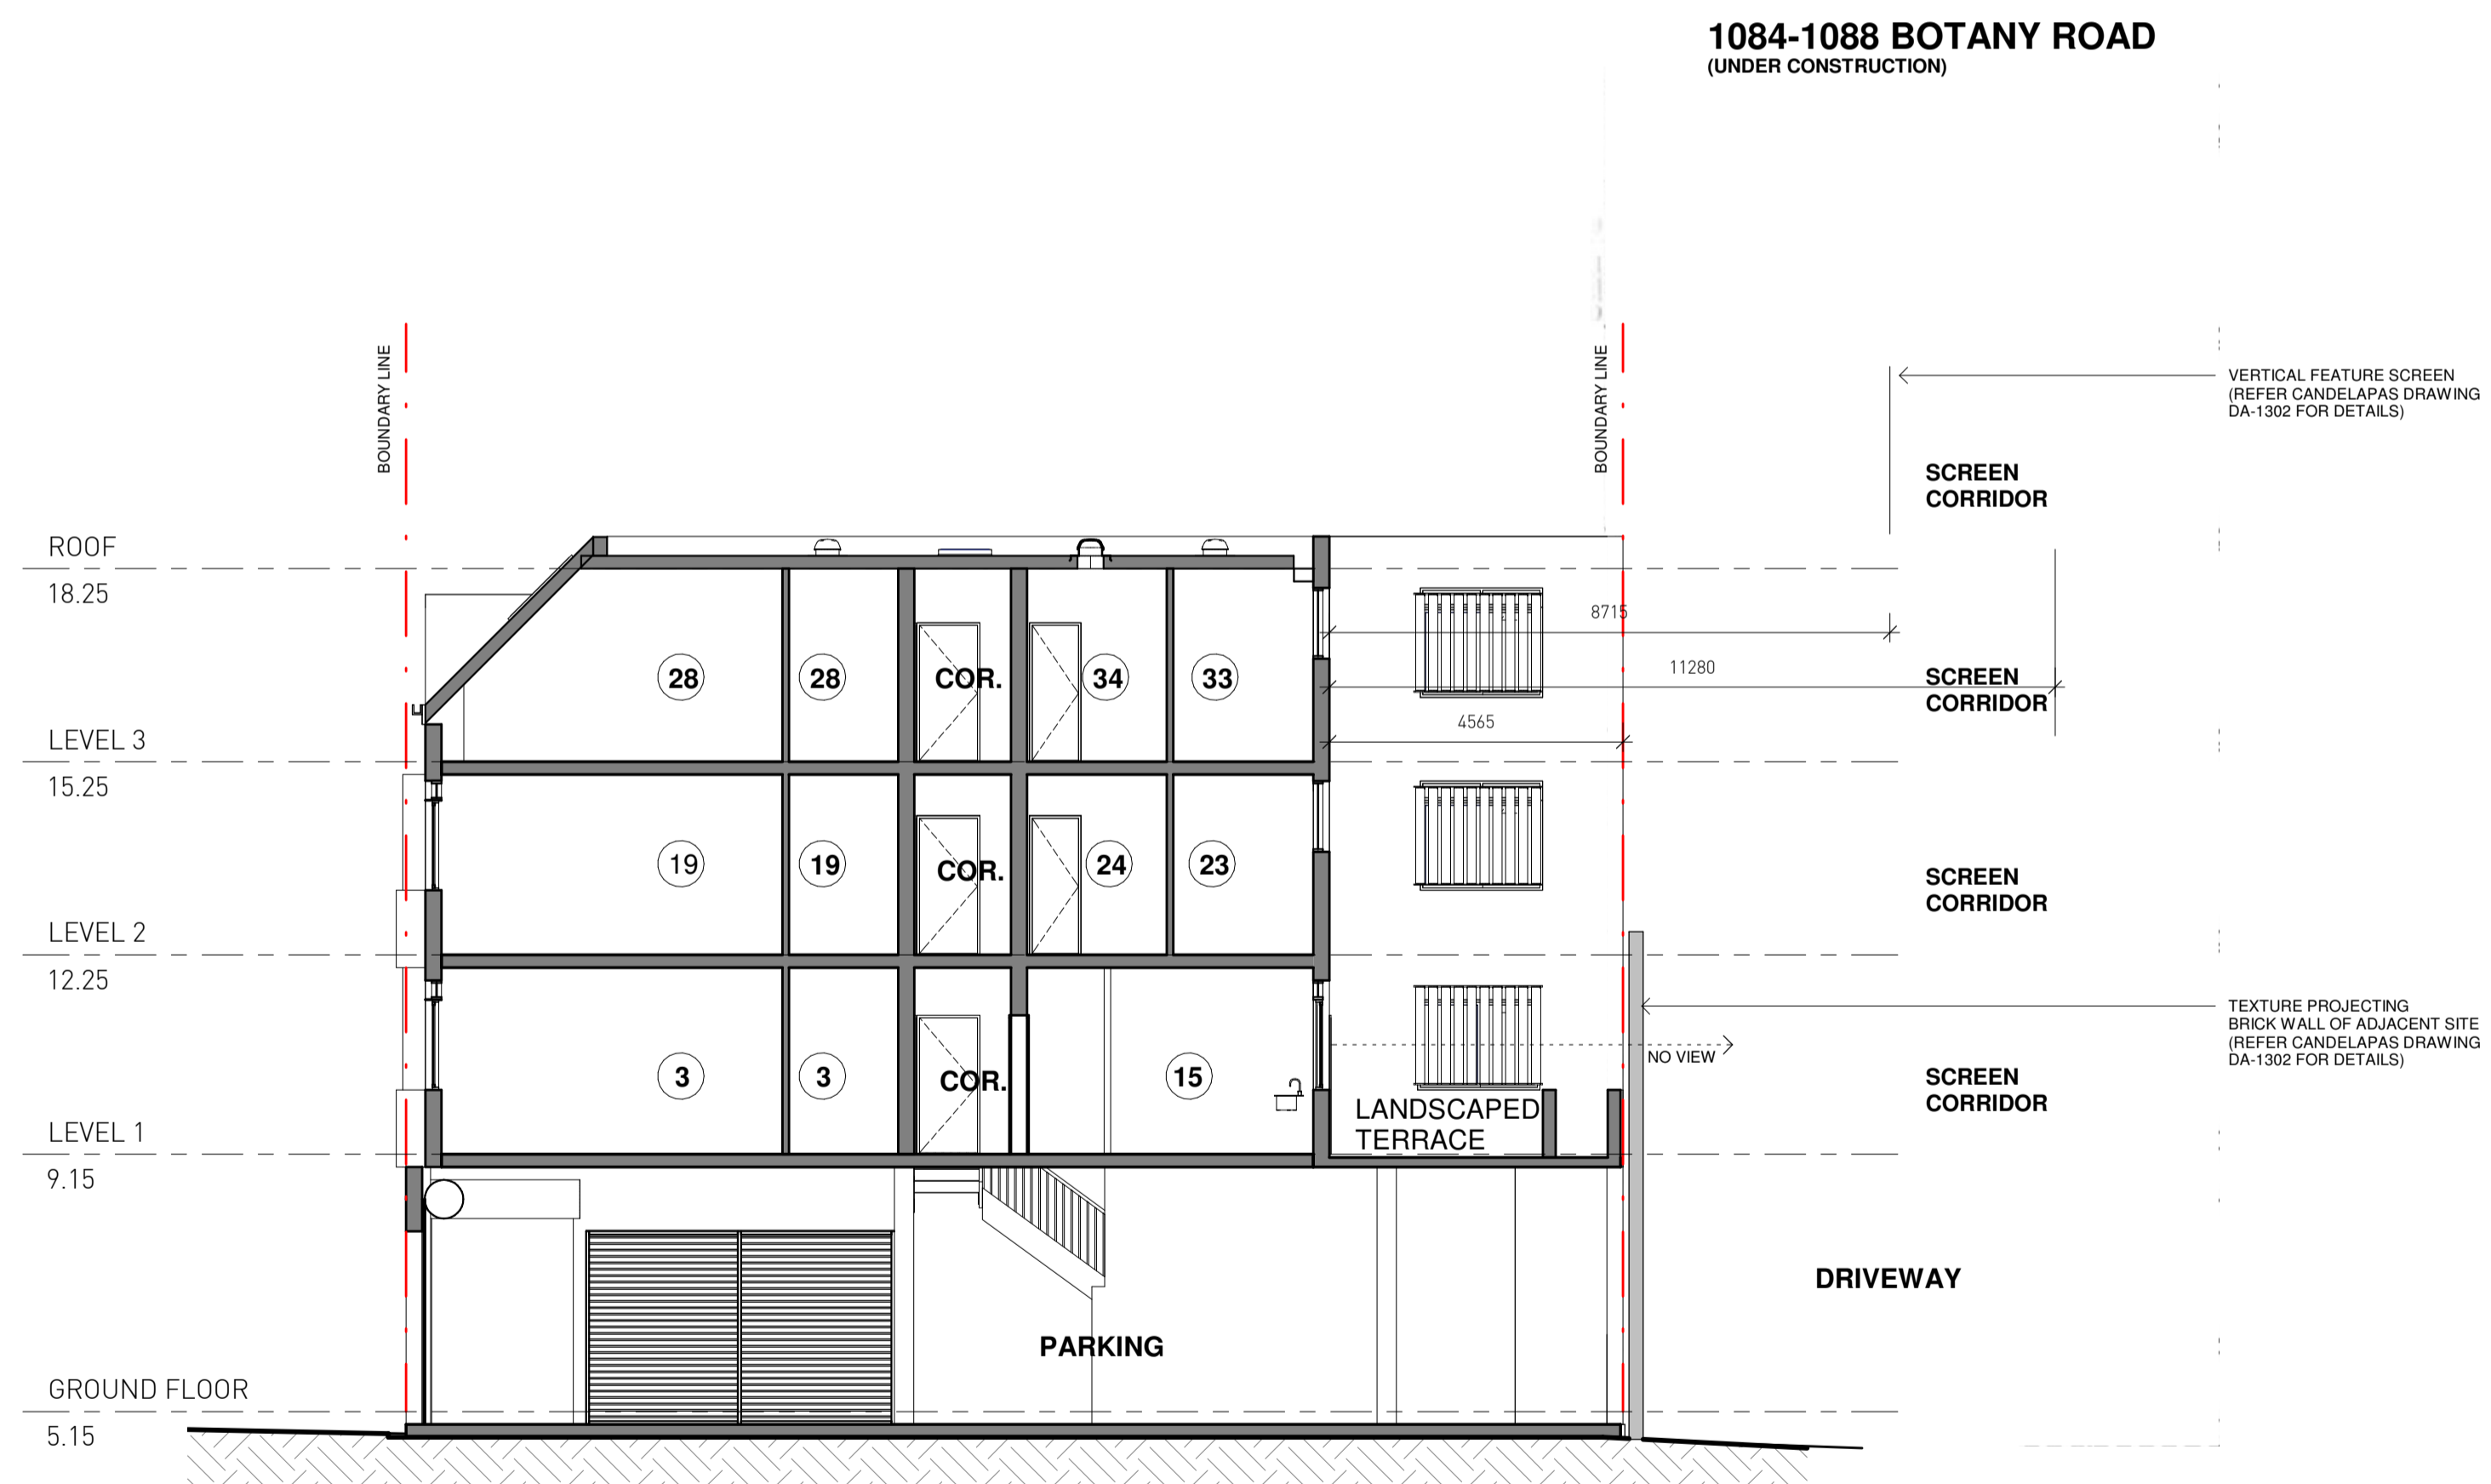 1084-1088 BOTANY ROAD
(UNDER CONSTRUCTION)
BOUNDARY LINE
BOUNDARY LINE
VERTICAL FEATURE SCREEN
(REFER CANDELAPAS DRAWING
DA-1302 FOR DETAILS)
SCREEN
CORRIDOR
ROOF
18.25
8715
11280
28
28
COR.
34
33
SCREEN
CORRIDOR
4565
LEVEL 3
15.25
19
19
COR.
24
23
SCREEN
CORRIDOR
LEVEL 2
12.25
TEXTURE PROJECTING
BRICK WALL OF ADJACENT SITE
(REFER CANDELAPAS DRAWING
DA-1302 FOR DETAILS)
NO VIEW
3
3
COR.
15
SCREEN
CORRIDOR
LANDSCAPED
TERRACE
LEVEL 1
9.15
DRIVEWAY
PARKING
GROUND FLOOR
5.15